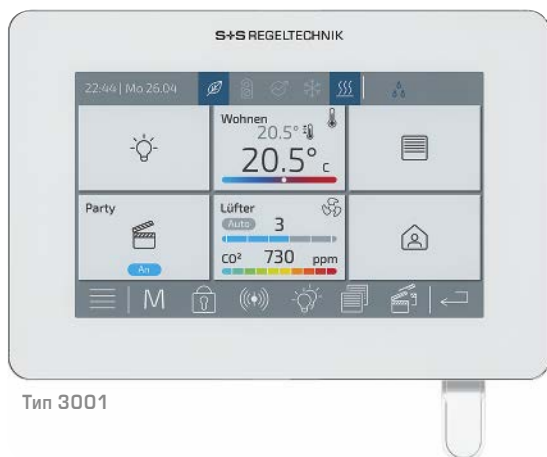 S+S REGELTECHNIK
22:44 | Mo 26.04
Wohnen
20.5°
20.5° c
Party
An
Lüfter
Auto 3
CO² 730 ppm
M
Тип 3001